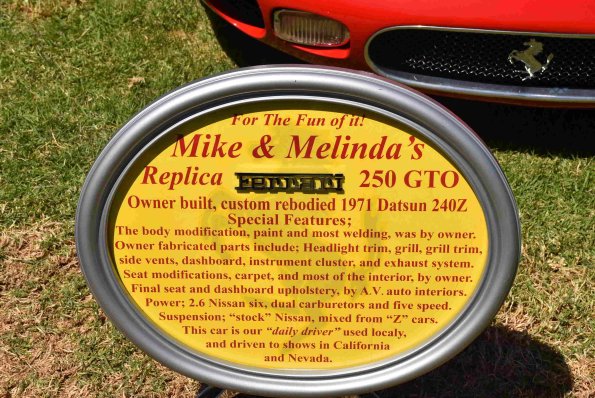 For The Fun of it!
Mike & Melinda's
Replica Ferrari 250 GTO
Owner built, custom rebodied 1971 Datsun 240Z
Special Features;
The body modification, paint and most welding, was by owner.
Owner fabricated parts include; Headlight trim, grill, grill trim,
side vents, dashboard, instrument cluster, and exhaust system.
Seat modifications, carpet, and most of the interior, by owner.
Final seat and dashboard upholstery, by A.V. auto interiors.
Power; 2.6 Nissan six, dual carburetors and five speed.
Suspension; "stock" Nissan, mixed from "Z" cars.
This car is our "daily driver" used localy,
and driven to shows in California
and Nevada.